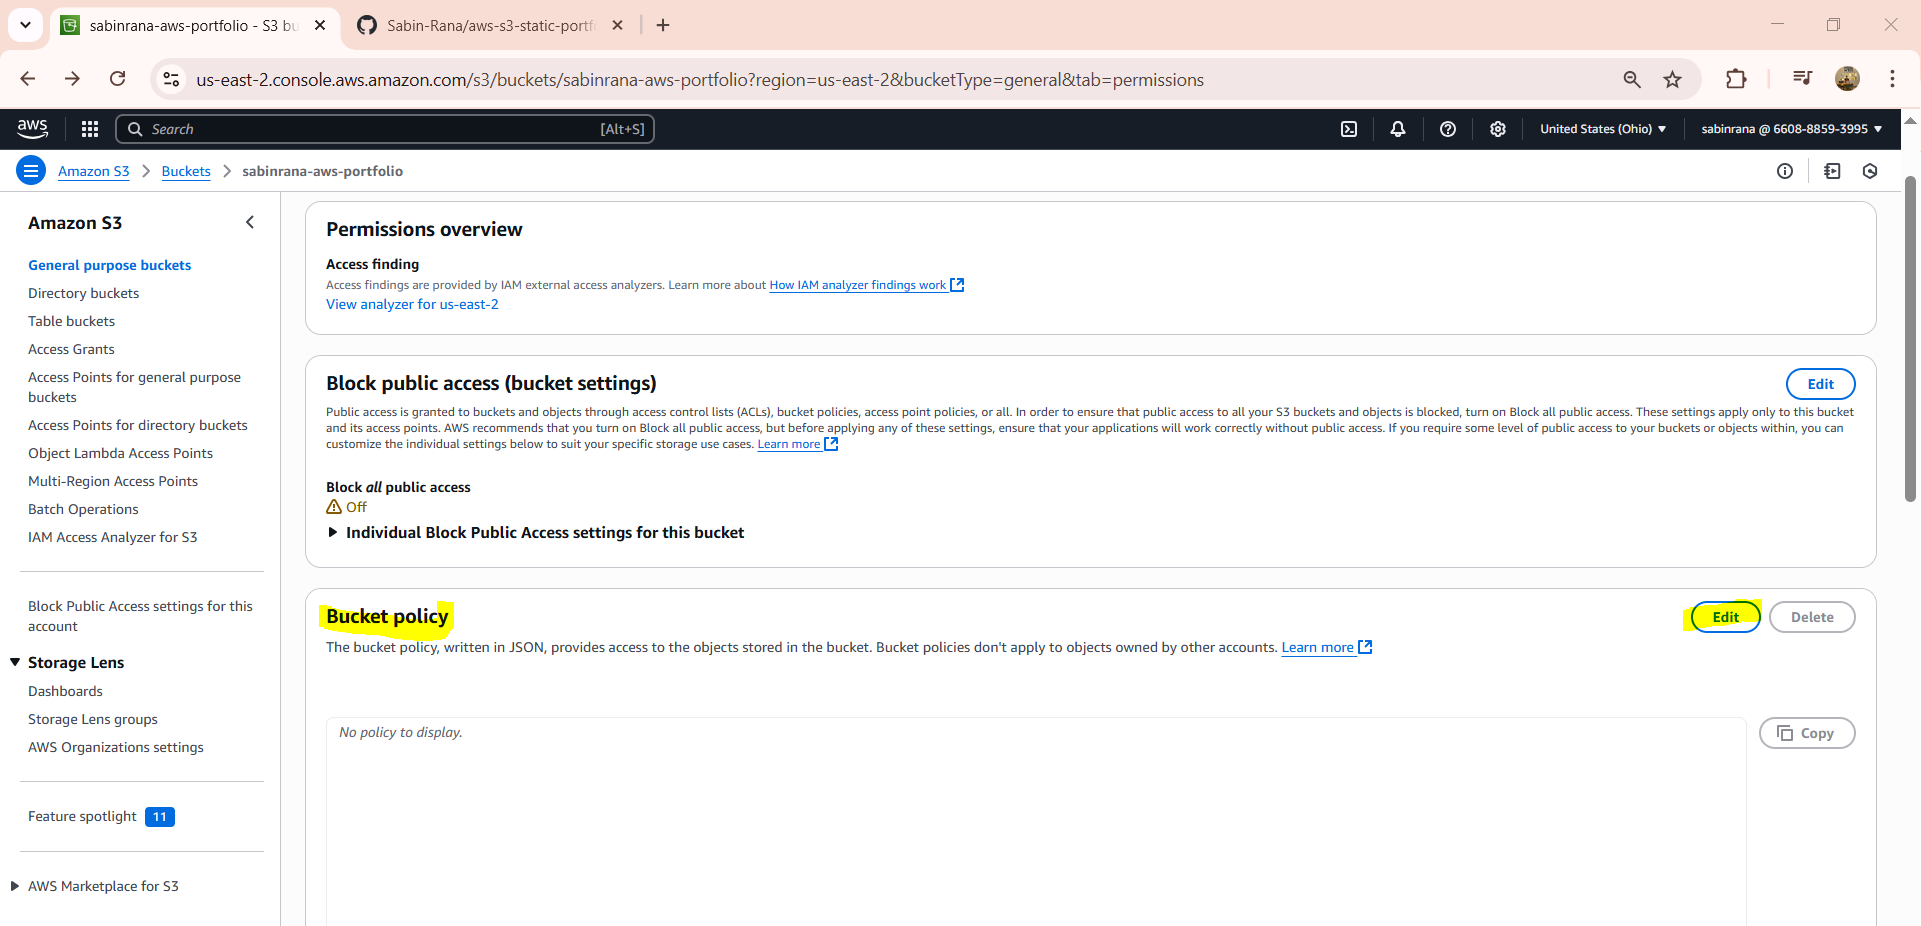 sabinrana-aws-portfolio - S3 bu
Sabin-Rana/aws-s3-static-portf
us-east-2.console.aws.amazon.com/s3/buckets/sabinrana-aws-portfolio?region=us-east-2&bucketType=general&tab=permissions
aws
Search
[Alt+S]
United States (Ohio)
sabinrana @ 6608-8859-3995
Amazon S3
Buckets
sabinrana-aws-portfolio
Amazon S3
General purpose buckets
Directory buckets
Table buckets
Access Grants
Access Points for general purpose
buckets
Access Points for directory buckets
Object Lambda Access Points
Multi-Region Access Points
Batch Operations
IAM Access Analyzer for S3
Block Public Access settings for this
account
Storage Lens
Dashboards
Storage Lens groups
AWS Organizations settings
Feature spotlight 11
AWS Marketplace for S3
Permissions overview
Access finding
Access findings are provided by IAM external access analyzers. Learn more about How IAM analyzer findings work
View analyzer for us-east-2
Block public access (bucket settings)
Edit
Public access is granted to buckets and objects through access control lists (ACLs), bucket policies, access point policies, or all. In order to ensure that public access to all your S3 buckets and objects is blocked, turn on Block all public access. These settings apply only to this bucket
and its access points. AWS recommends that you turn on Block all public access, but before applying any of these settings, ensure that your applications will work correctly without public access. If you require some level of public access to your buckets or objects within, you can
customize the individual settings below to suit your specific storage use cases. Learn more
Block all public access
Off
Individual Block Public Access settings for this bucket
Bucket policy
Edit
Delete
The bucket policy, written in JSON, provides access to the objects stored in the bucket. Bucket policies don't apply to objects owned by other accounts. Learn more
No policy to display.
Copy